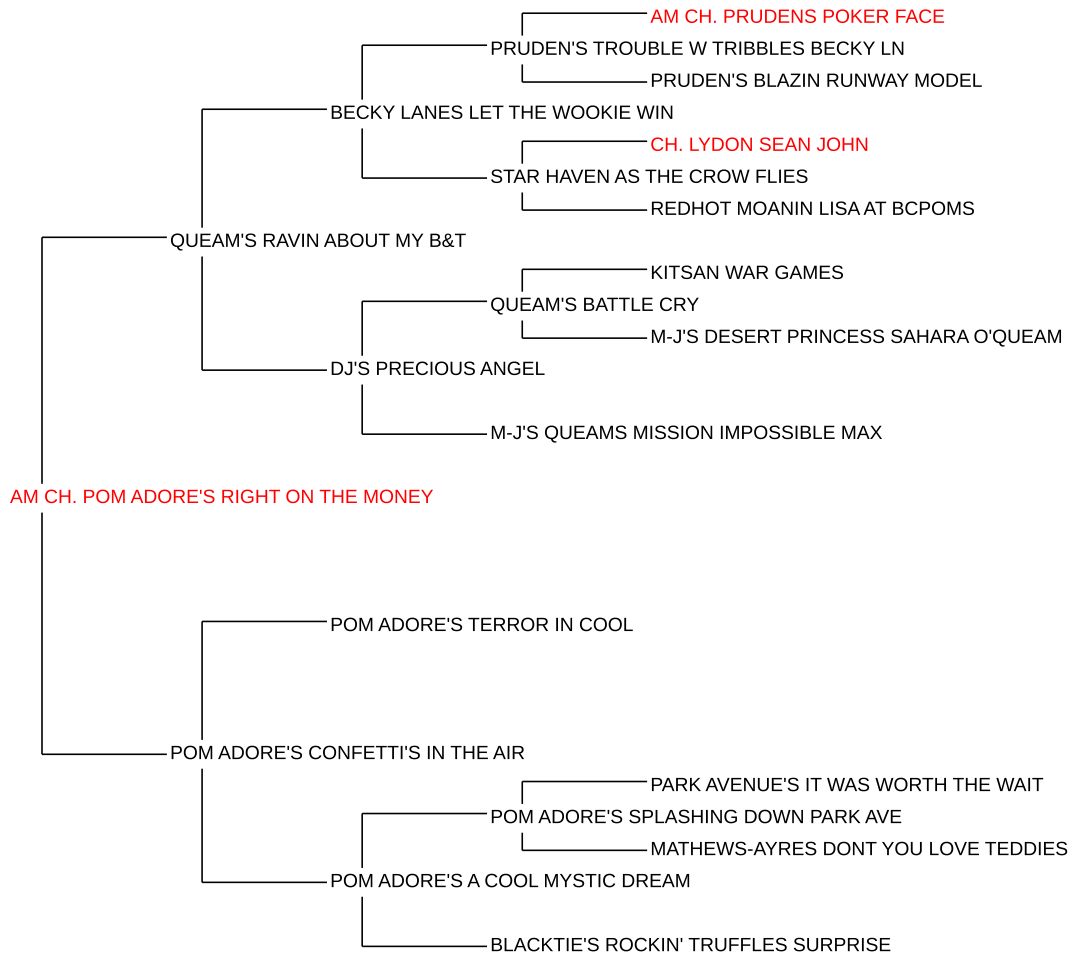 AM CH. PRUDENS POKER FACE
PRUDEN'S TROUBLE W TRIBBLES BECKY LN
PRUDEN'S BLAZIN RUNWAY MODEL
BECKY LANES LET THE WOOKIE WIN
CH. LYDON SEAN JOHN
STAR HAVEN AS THE CROW FLIES
REDHOT MOANIN LISA AT BCPOMS
QUEAM'S RAVIN ABOUT MY B&T
KITSAN WAR GAMES
QUEAM'S BATTLE CRY
M-J'S DESERT PRINCESS SAHARA O'QUEAM
DJ'S PRECIOUS ANGEL
M-J'S QUEAMS MISSION IMPOSSIBLE MAX
AM CH. POM ADORE'S RIGHT ON THE MONEY
POM ADORE'S TERROR IN COOL
POM ADORE'S CONFETTI'S IN THE AIR
PARK AVENUE'S IT WAS WORTH THE WAIT
POM ADORE'S SPLASHING DOWN PARK AVE
MATHEWS-AYRES DONT YOU LOVE TEDDIES
POM ADORE'S A COOL MYSTIC DREAM
BLACKTIE'S ROCKIN' TRUFFLES SURPRISE